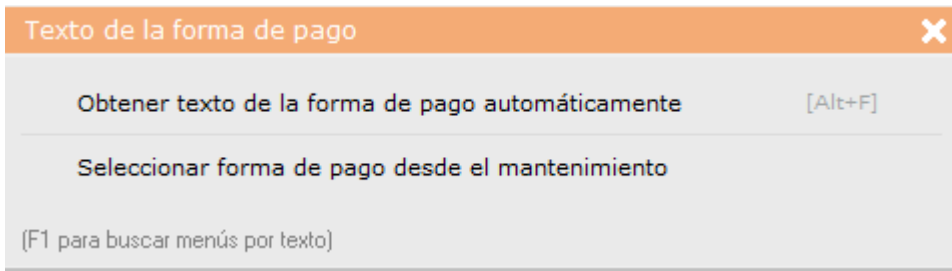 Texto de la forma de pago
Obtener texto de la forma de pago automáticamente [Alt+F]
Seleccionar forma de pago desde el mantenimiento
(F1 para buscar menús por texto)